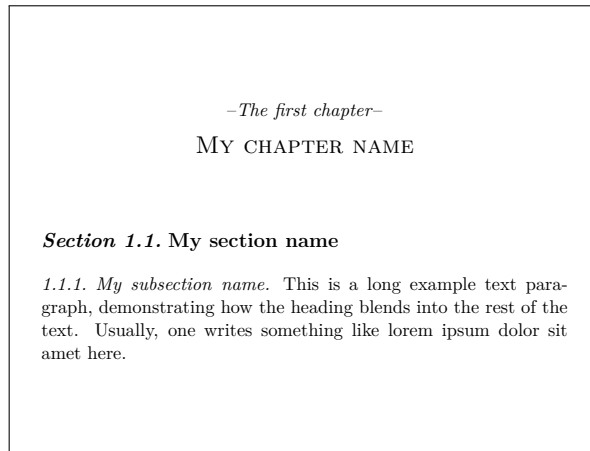 –The first chapter–
My chapter name
Section 1.1. My section name
1.1.1. My subsection name. This is a long example text para-
graph, demonstrating how the heading blends into the rest of the
text. Usually, one writes something like lorem ipsum dolor sit
amet here.